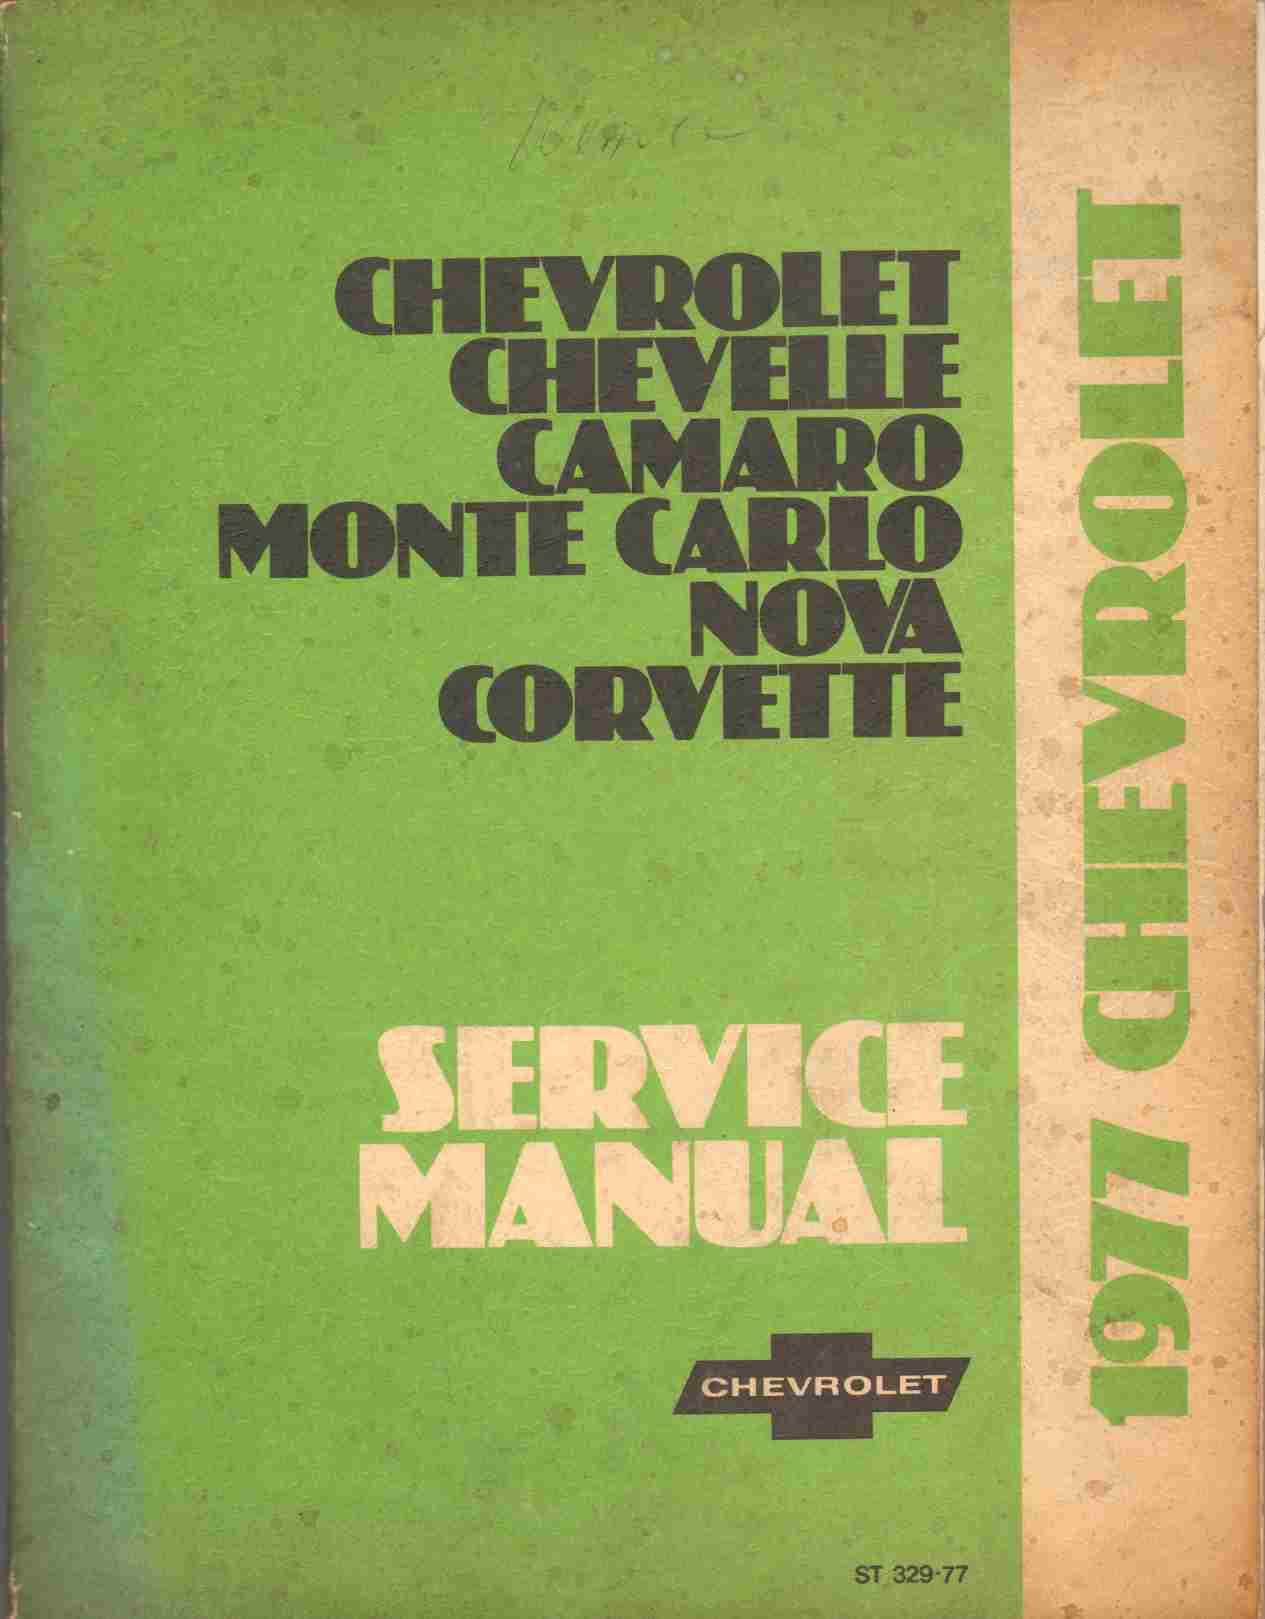 CHEVROLET
CHEVELLE
CAMARO
MONTE CARLO
NOVA
CORVETTE
SERVICE
MANUAL
CHEVROLET
ST 329-77
1977 CHEVROLET